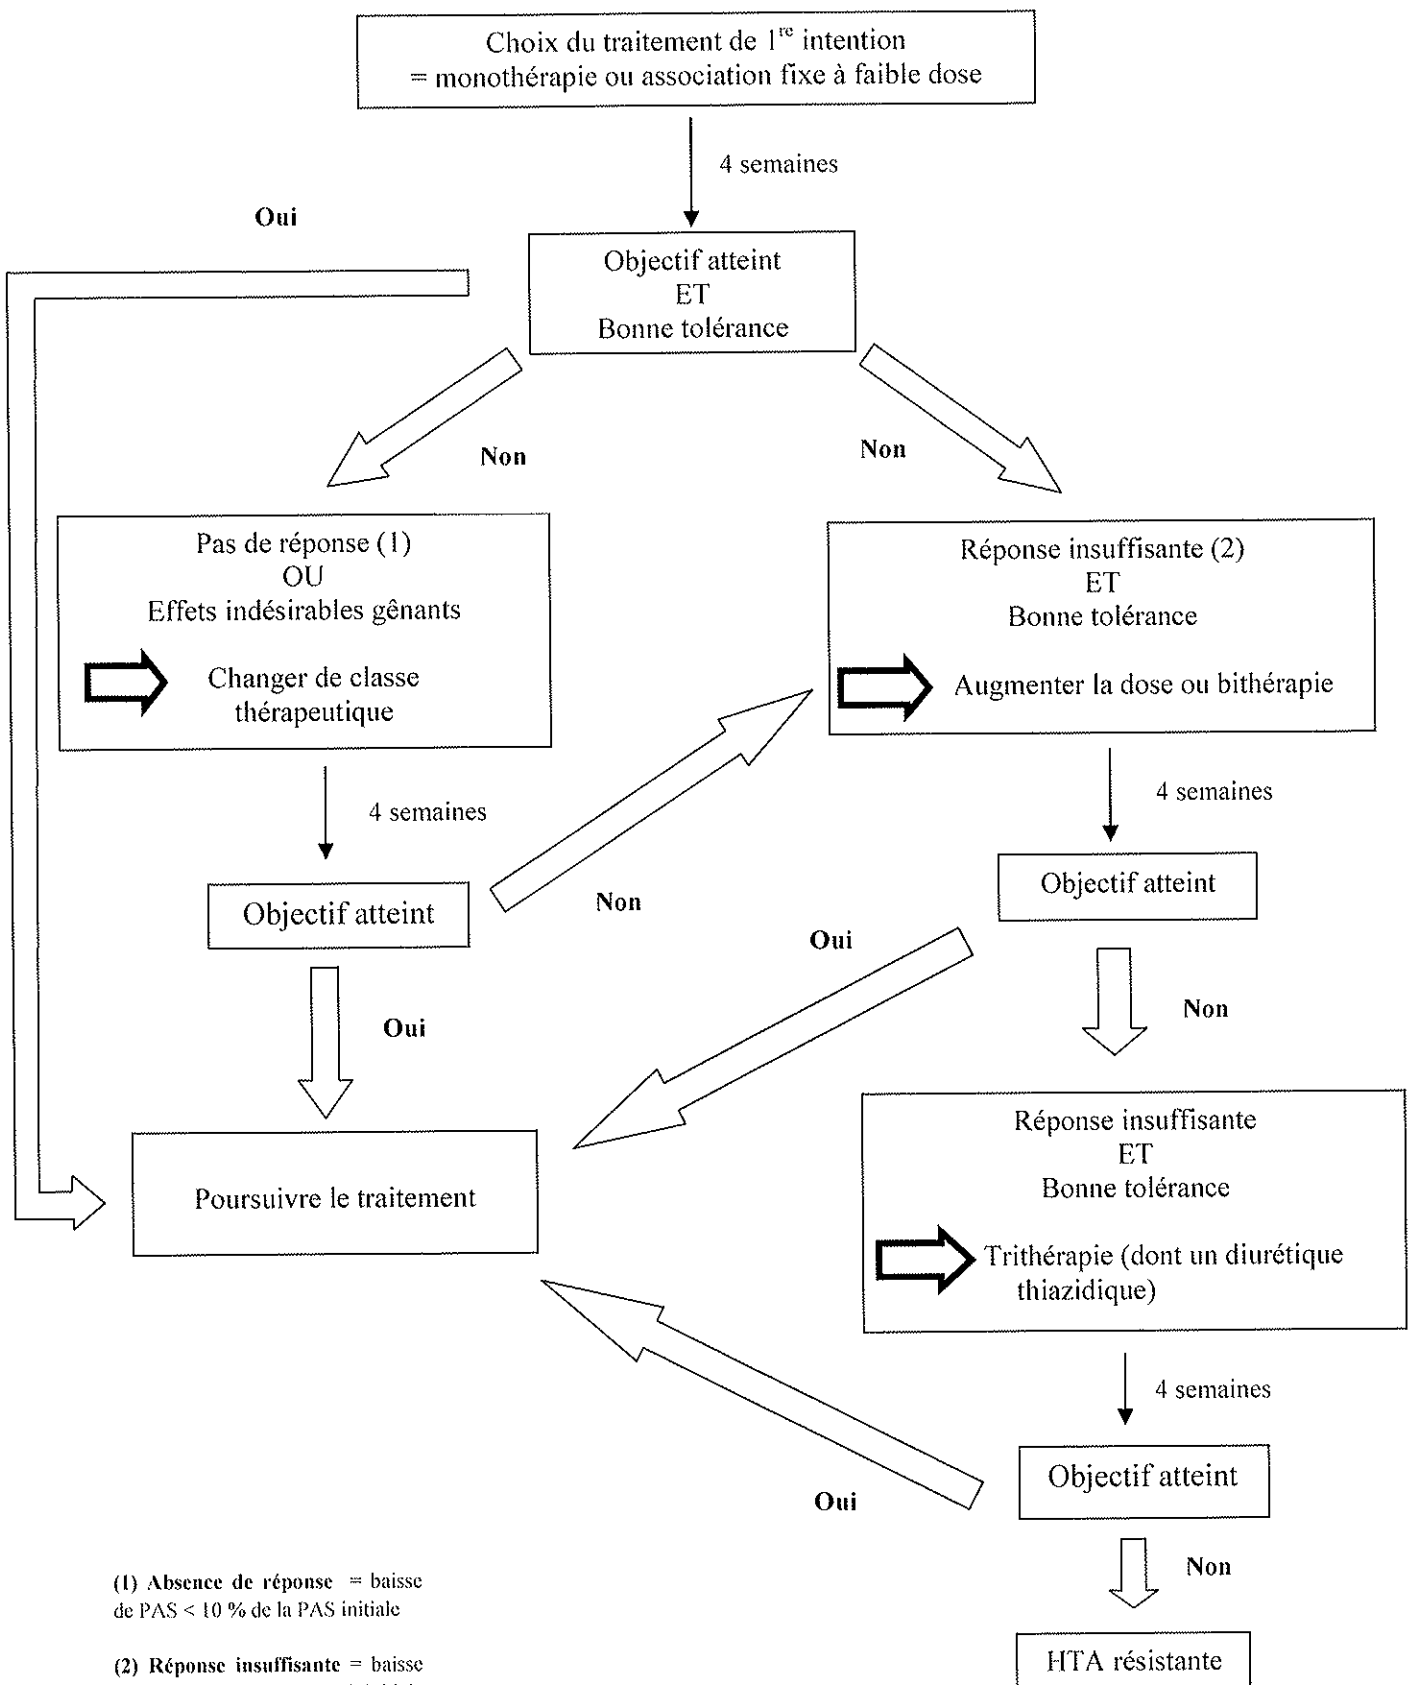 Choix du traitement de 1re intention
= monothérapie ou association fixe à faible dose
4 semaines
Oui
Objectif atteint
ET
Bonne tolérance
Non
Non
Pas de réponse (1)
OU
Effets indésirables gênants
Changer de classe
thérapeutique
Réponse insuffisante (2)
ET
Bonne tolérance
Augmenter la dose ou bithérapie
4 semaines
4 semaines
Objectif atteint
Non
Objectif atteint
Oui
Oui
Non
Poursuivre le traitement
Réponse insuffisante
ET
Bonne tolérance
Trithérapie (dont un diurétique
thiazidique)
4 semaines
Objectif atteint
Oui
Non
(1) Absence de réponse = baisse
de PAS < 10 % de la PAS initiale
(2) Réponse insuffisante = baisse
HTA résistante